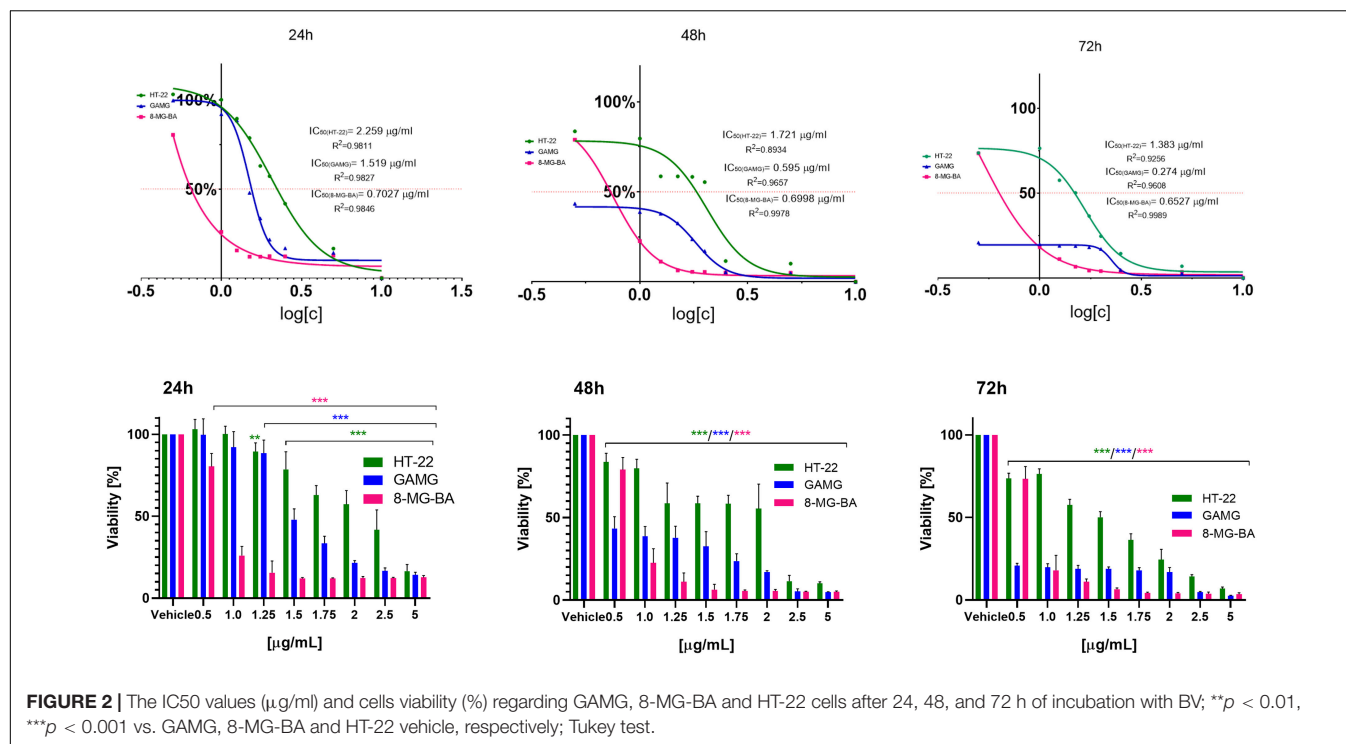 24h
100%
50%
HT-22
GAMG
8-MG-BA
IC50(HT-22)= 2.259 µg/ml
R²=0.9811
IC50(GAMG)= 1.519 µg/ml
R²=0.9827
IC50(8-MG-BA)= 0.7027 µg/ml
R²=0.9846
-0.5 0.0 0.5 1.0 1.5
log[c]
48h
100%
50%
HT-22
GAMG
8-MG-BA
IC50(HT-22)= 1.721 µg/ml
R²=0.8934
IC50(GAMG)= 0.595 µg/ml
R²=0.9657
IC50(8-MG-BA)= 0.6998 µg/ml
R²=0.9978
-0.5 0.0 0.5 1.0
log[c]
72h
100
50
HT-22
GAMG
8-MG-BA
IC50(HT-22)= 1.383 µg/ml
R²=0.9256
IC50(GAMG)= 0.274 µg/ml
R²=0.9608
IC50(8-MG-BA)= 0.6527 µg/ml
R²=0.9989
-0.5 0.0 0.5 1.0
log[c]
24h
***
***
** ***
HT-22
GAMG
8-MG-BA
Viability [%]
100
50
0
Vehicle 0.5 1.0 1.25 1.5 1.75 2 2.5 5
[µg/mL]
48h
***/***/***
HT-22
GAMG
8-MG-BA
Viability [%]
100
50
0
Vehicle 0.5 1.0 1.25 1.5 1.75 2 2.5 5
[µg/mL]
72h
***/***/***
HT-22
GAMG
8-MG-BA
Viability [%]
100
50
0
Vehicle 0.5 1.0 1.25 1.5 1.75 2 2.5 5
[µg/mL]
FIGURE 2 | The IC50 values (µg/ml) and cells viability (%) regarding GAMG, 8-MG-BA and HT-22 cells after 24, 48, and 72 h of incubation with BV; **p < 0.01,
***p < 0.001 vs. GAMG, 8-MG-BA and HT-22 vehicle, respectively; Tukey test.